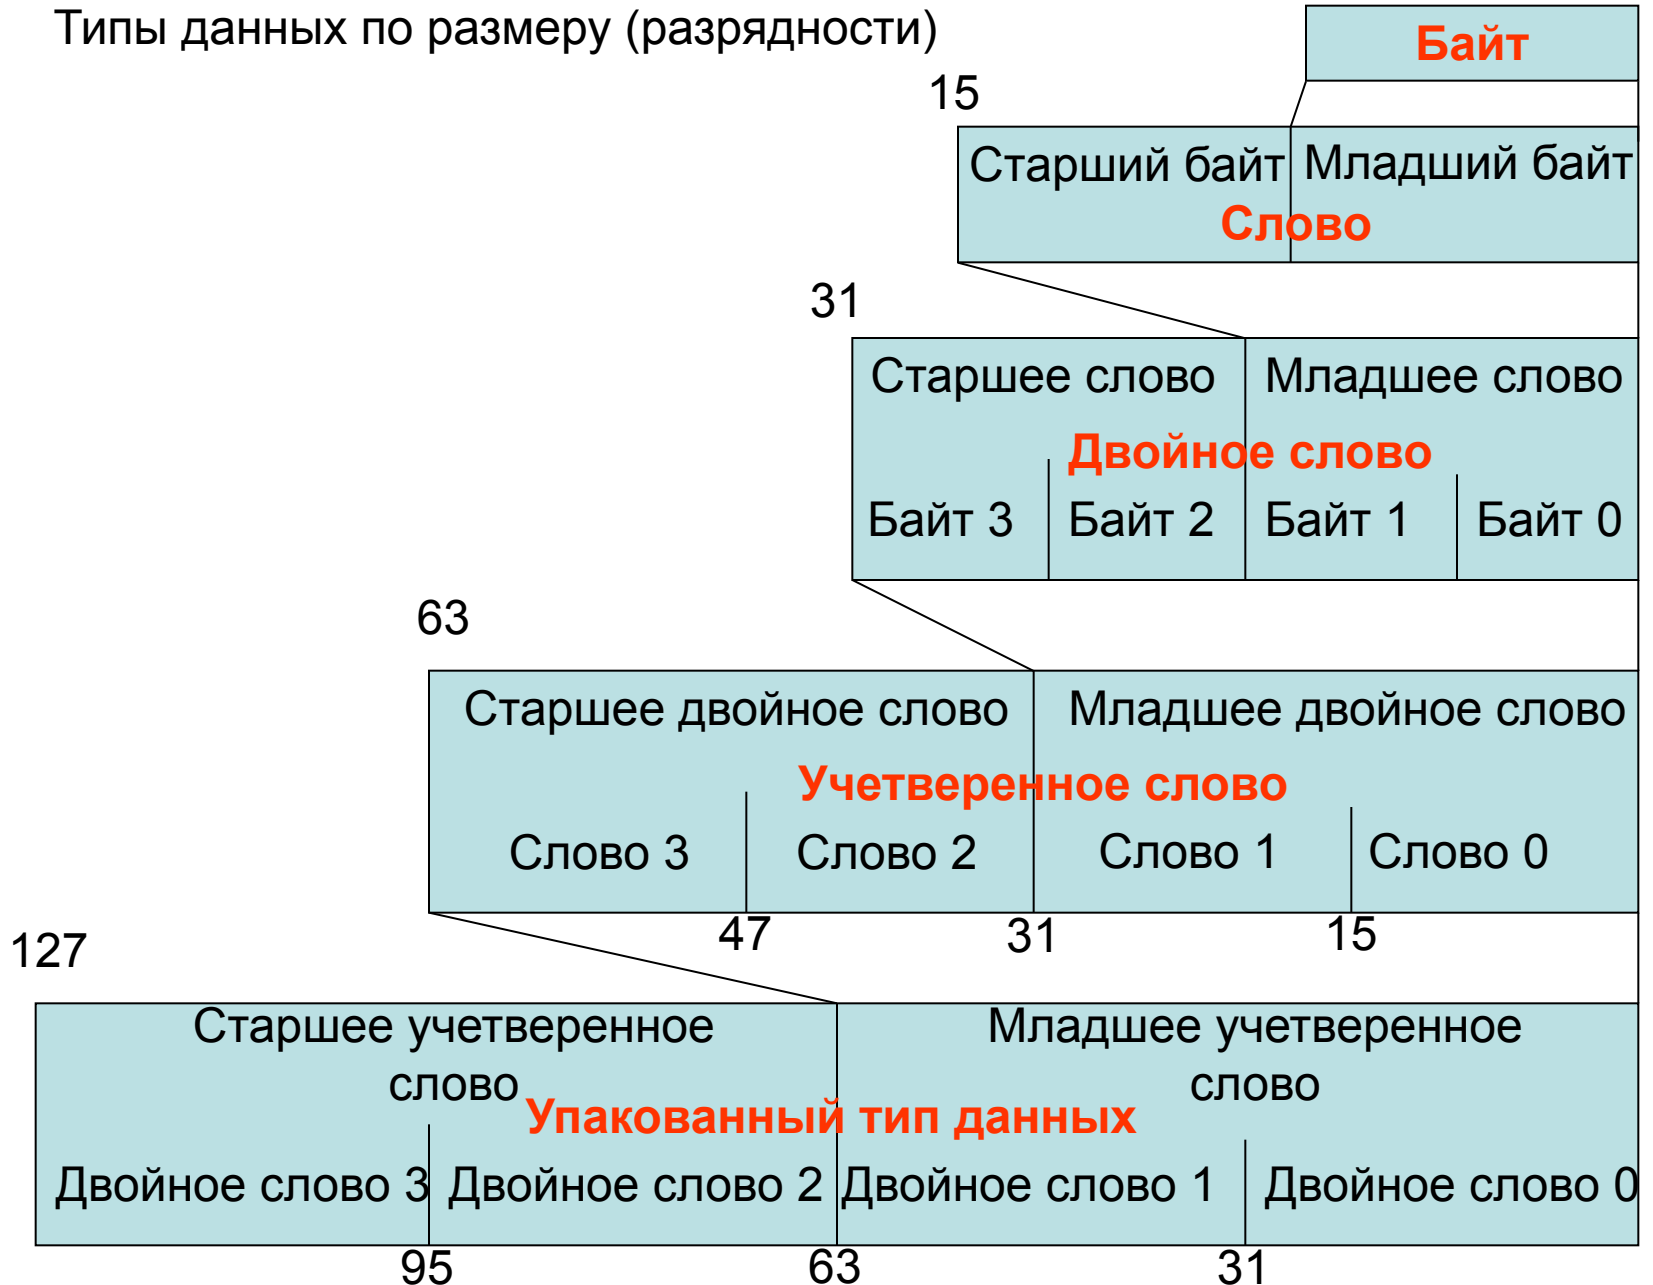 Типы данных по размеру (разрядности)
Байт
15
Старший байт Младший байт
Слово
31
Старшее слово Младшее слово
Двойное слово
Байт 3 Байт 2 Байт 1 Байт 0
63
Старшее двойное слово Младшее двойное слово
Учетверенное слово
Слово 3 Слово 2 Слово 1 Слово 0
47 31 15
127
Старшее учетверенное
слово
Младшее учетверенное
слово
Упакованный тип данных
Двойное слово 3 Двойное слово 2 Двойное слово 1 Двойное слово 0
95 63 31